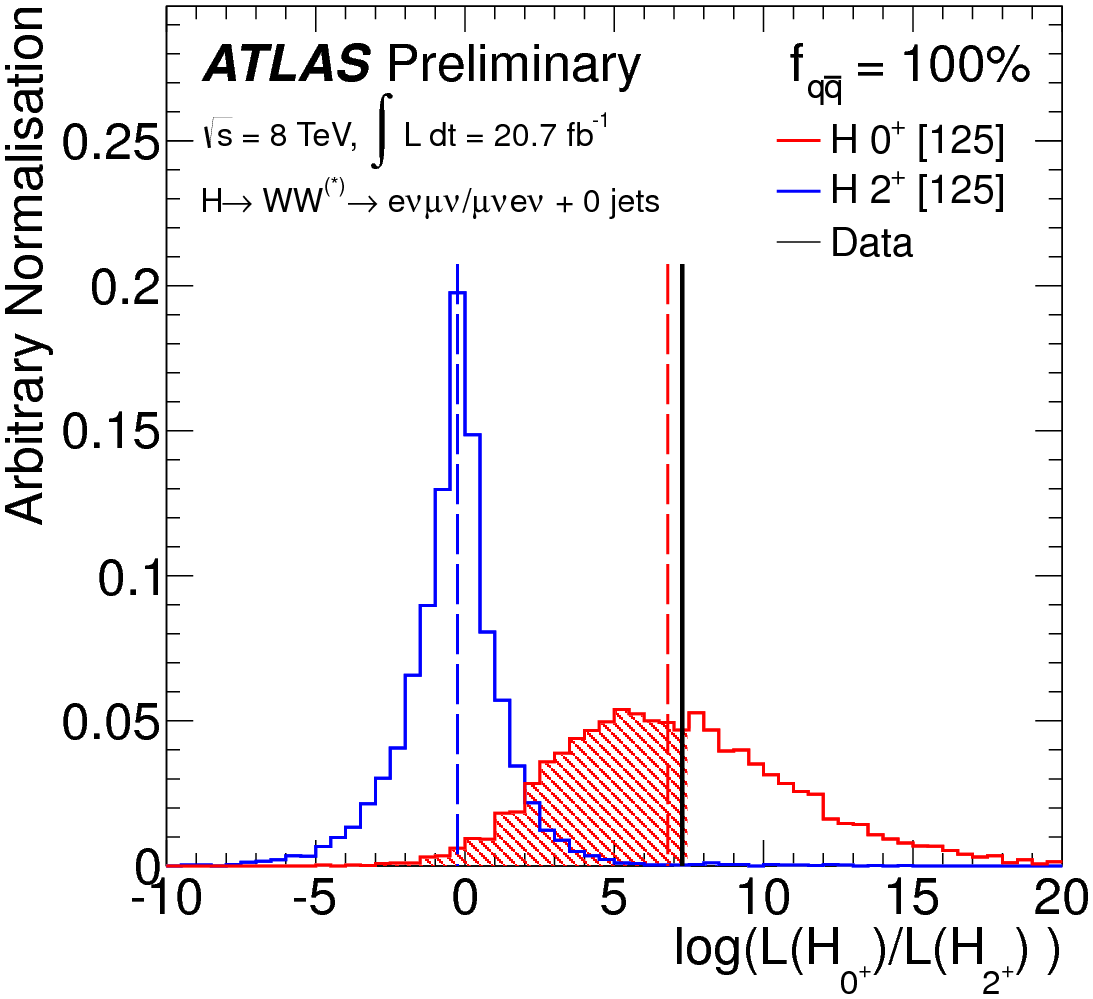 ATLAS Preliminary
√s = 8 TeV, ∫ L dt = 20.7 fb⁻¹
H→ WW⁽*⁾→ eνμν/μνeν + 0 jets
f_qq̅ = 100%
H 0⁺ [125]
H 2⁺ [125]
Data
Arbitrary Normalisation
0.25
0.2
0.15
0.1
0.05
0
-10 -5 0 5 10 15 20
log(L(H_0⁺)/L(H_2⁺) )